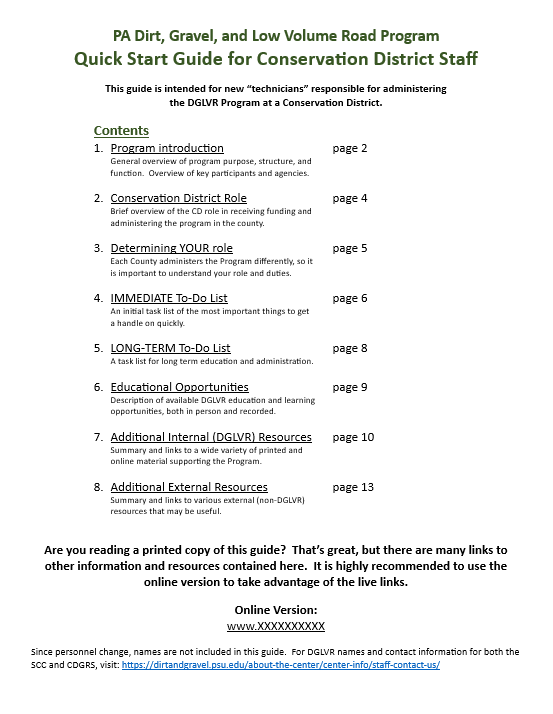 PA Dirt, Gravel, and Low Volume Road Program
Quick Start Guide for Conservation District Staff
This guide is intended for new “technicians” responsible for administering
the DGLVR Program at a Conservation District.
Contents
1. Program introduction page 2
General overview of program purpose, structure, and
function. Overview of key participants and agencies.
2. Conservation District Role page 4
Brief overview of the CD role in receiving funding and
administering the program in the county.
3. Determining YOUR role page 5
Each County administers the Program differently, so it
is important to understand your role and duties.
4. IMMEDIATE To-Do List page 6
An initial task list of the most important things to get
a handle on quickly.
5. LONG-TERM To-Do List page 8
A task list for long term education and administration.
6. Educational Opportunities page 9
Description of available DGLVR education and learning
opportunities, both in person and recorded.
7. Additional Internal (DGLVR) Resources page 10
Summary and links to a wide variety of printed and
online material supporting the Program.
8. Additional External Resources page 13
Summary and links to various external (non-DGLVR)
resources that may be useful.
Are you reading a printed copy of this guide? That’s great, but there are many links to
other information and resources contained here. It is highly recommended to use the
online version to take advantage of the live links.
Online Version:
www.XXXXXXXXXX
Since personnel change, names are not included in this guide. For DGLVR names and contact information for both the
SCC and CDGRS, visit: https://dirtandgravel.psu.edu/about-the-center/center-info/staff-contact-us/